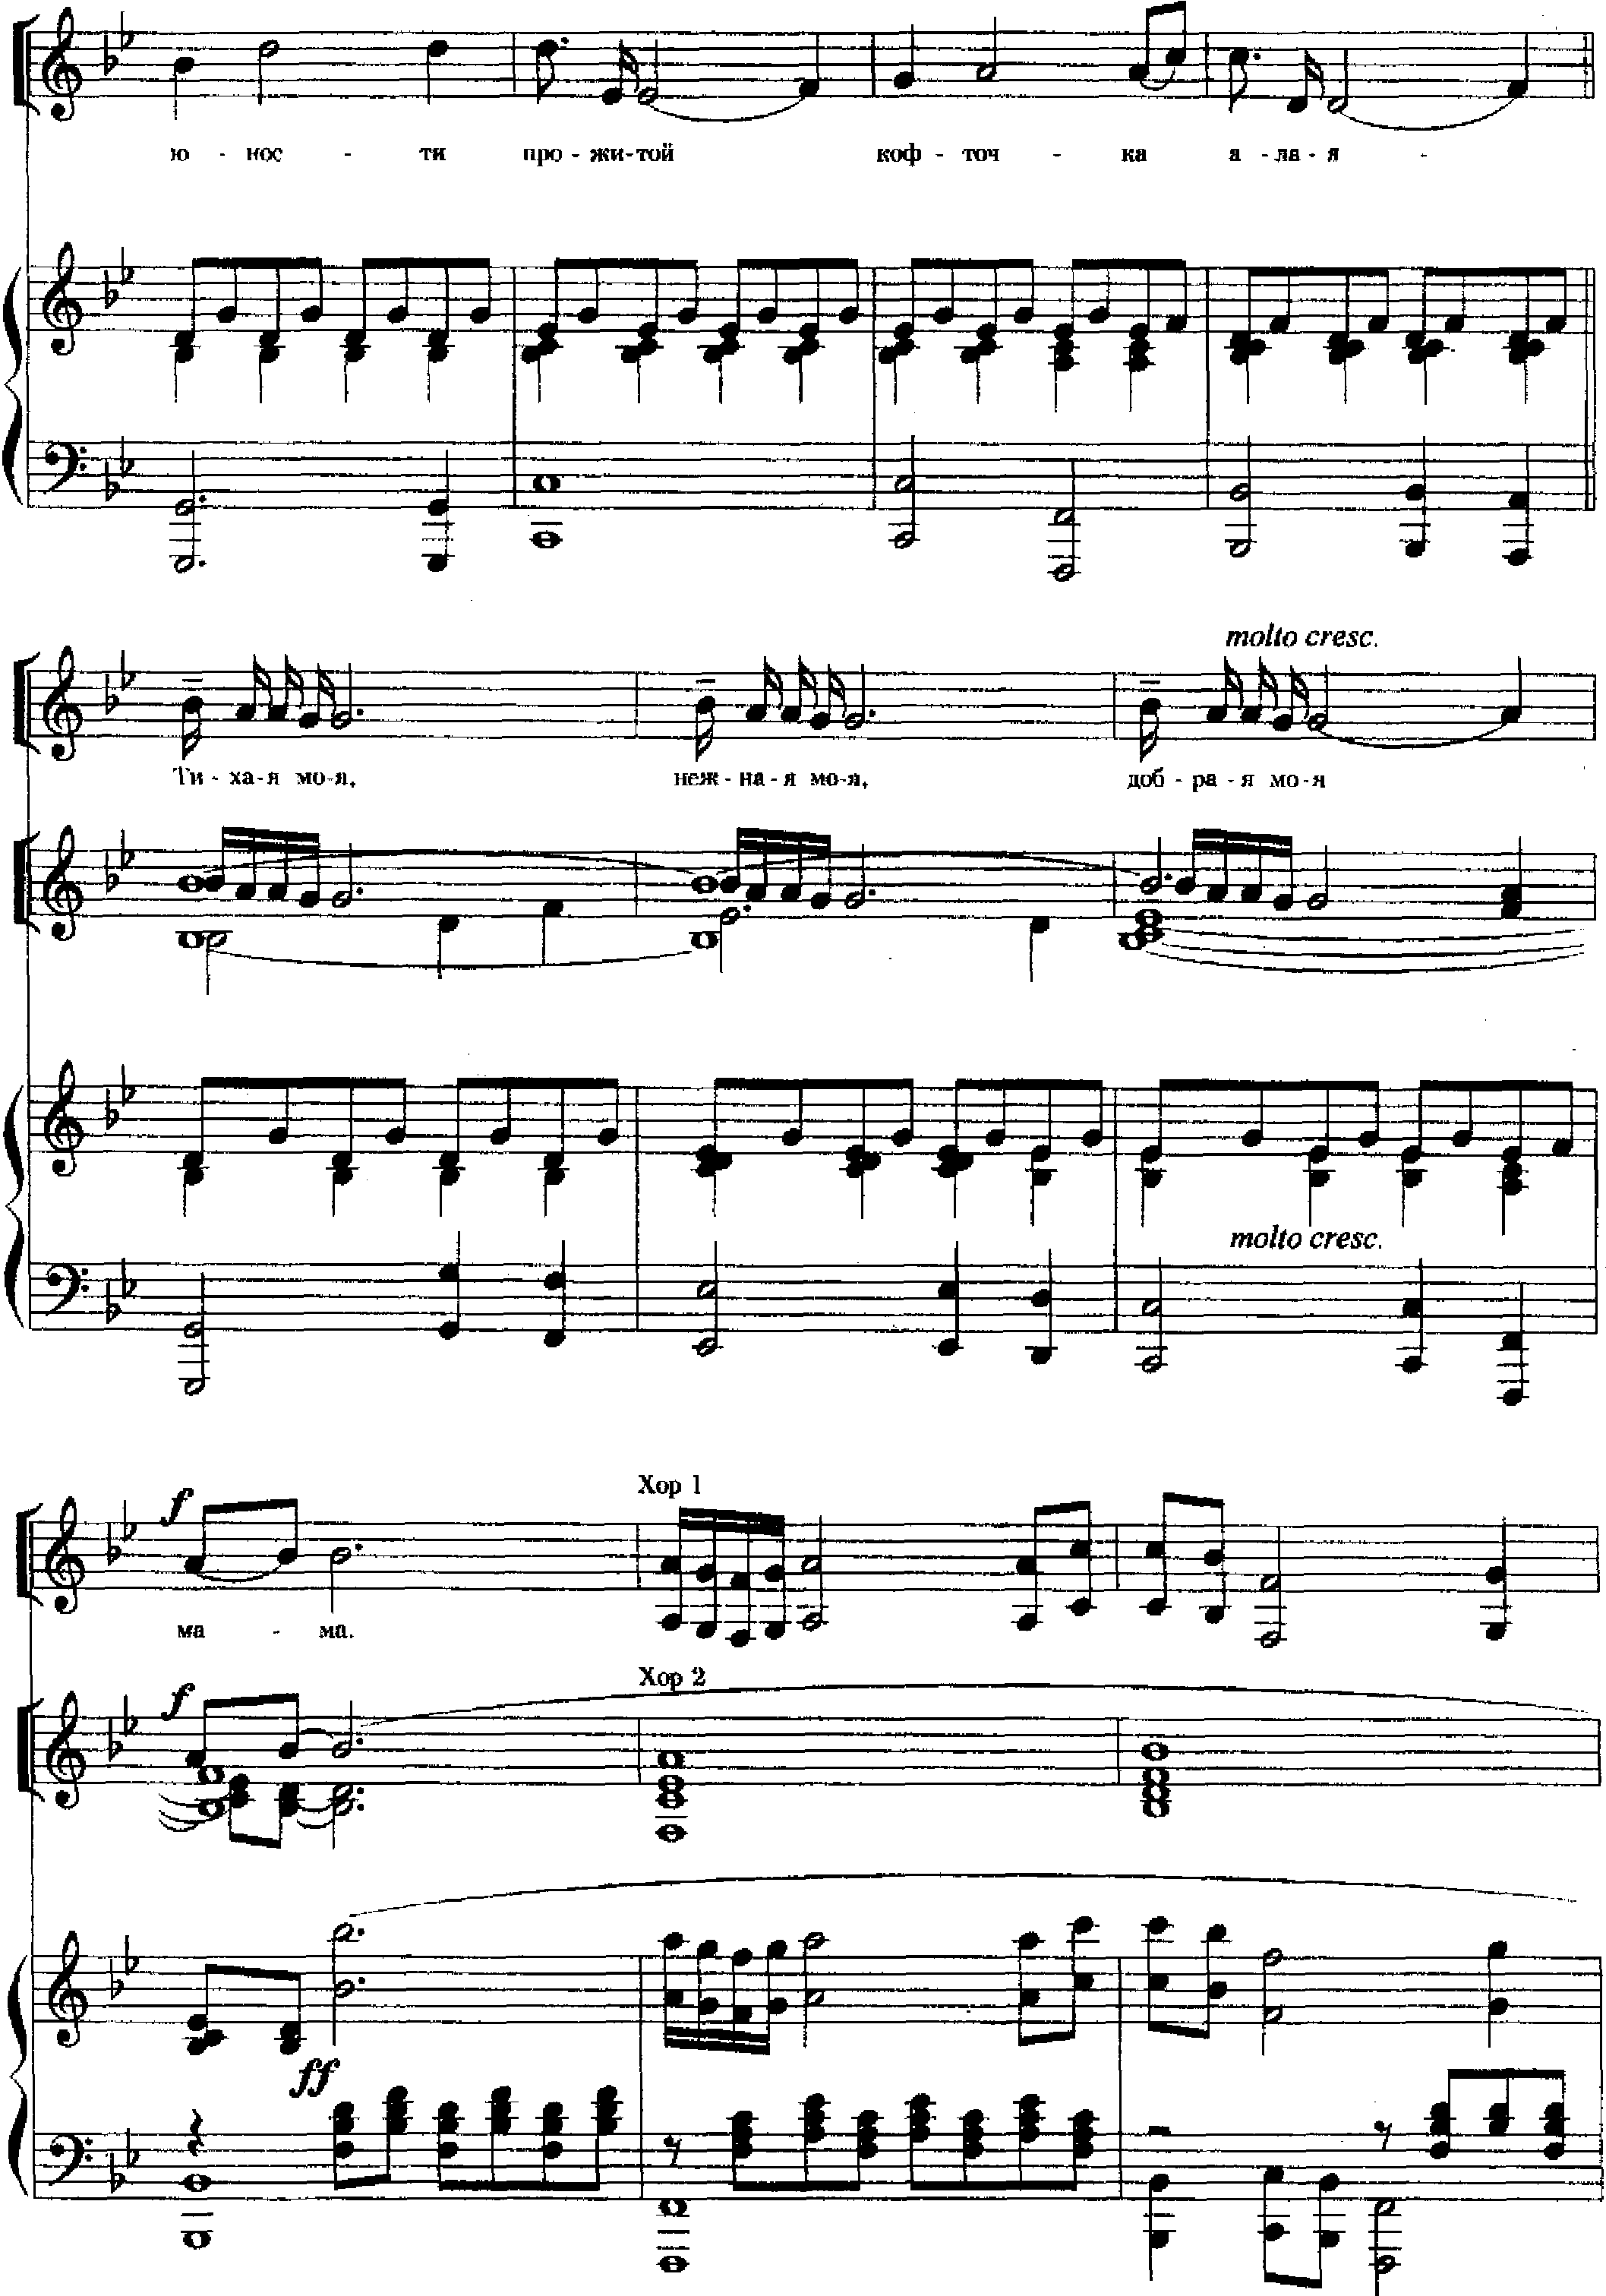 ю - нос - ти про - жи-той коф - точ - ка а - ла - я -
molto cresc.
Ти - ха-я мо-я, неж - на-я мо-я, доб - ра - я мо-я
molto cresc.
f
Хор 1
ма - ма.
f
Хор 2
ff